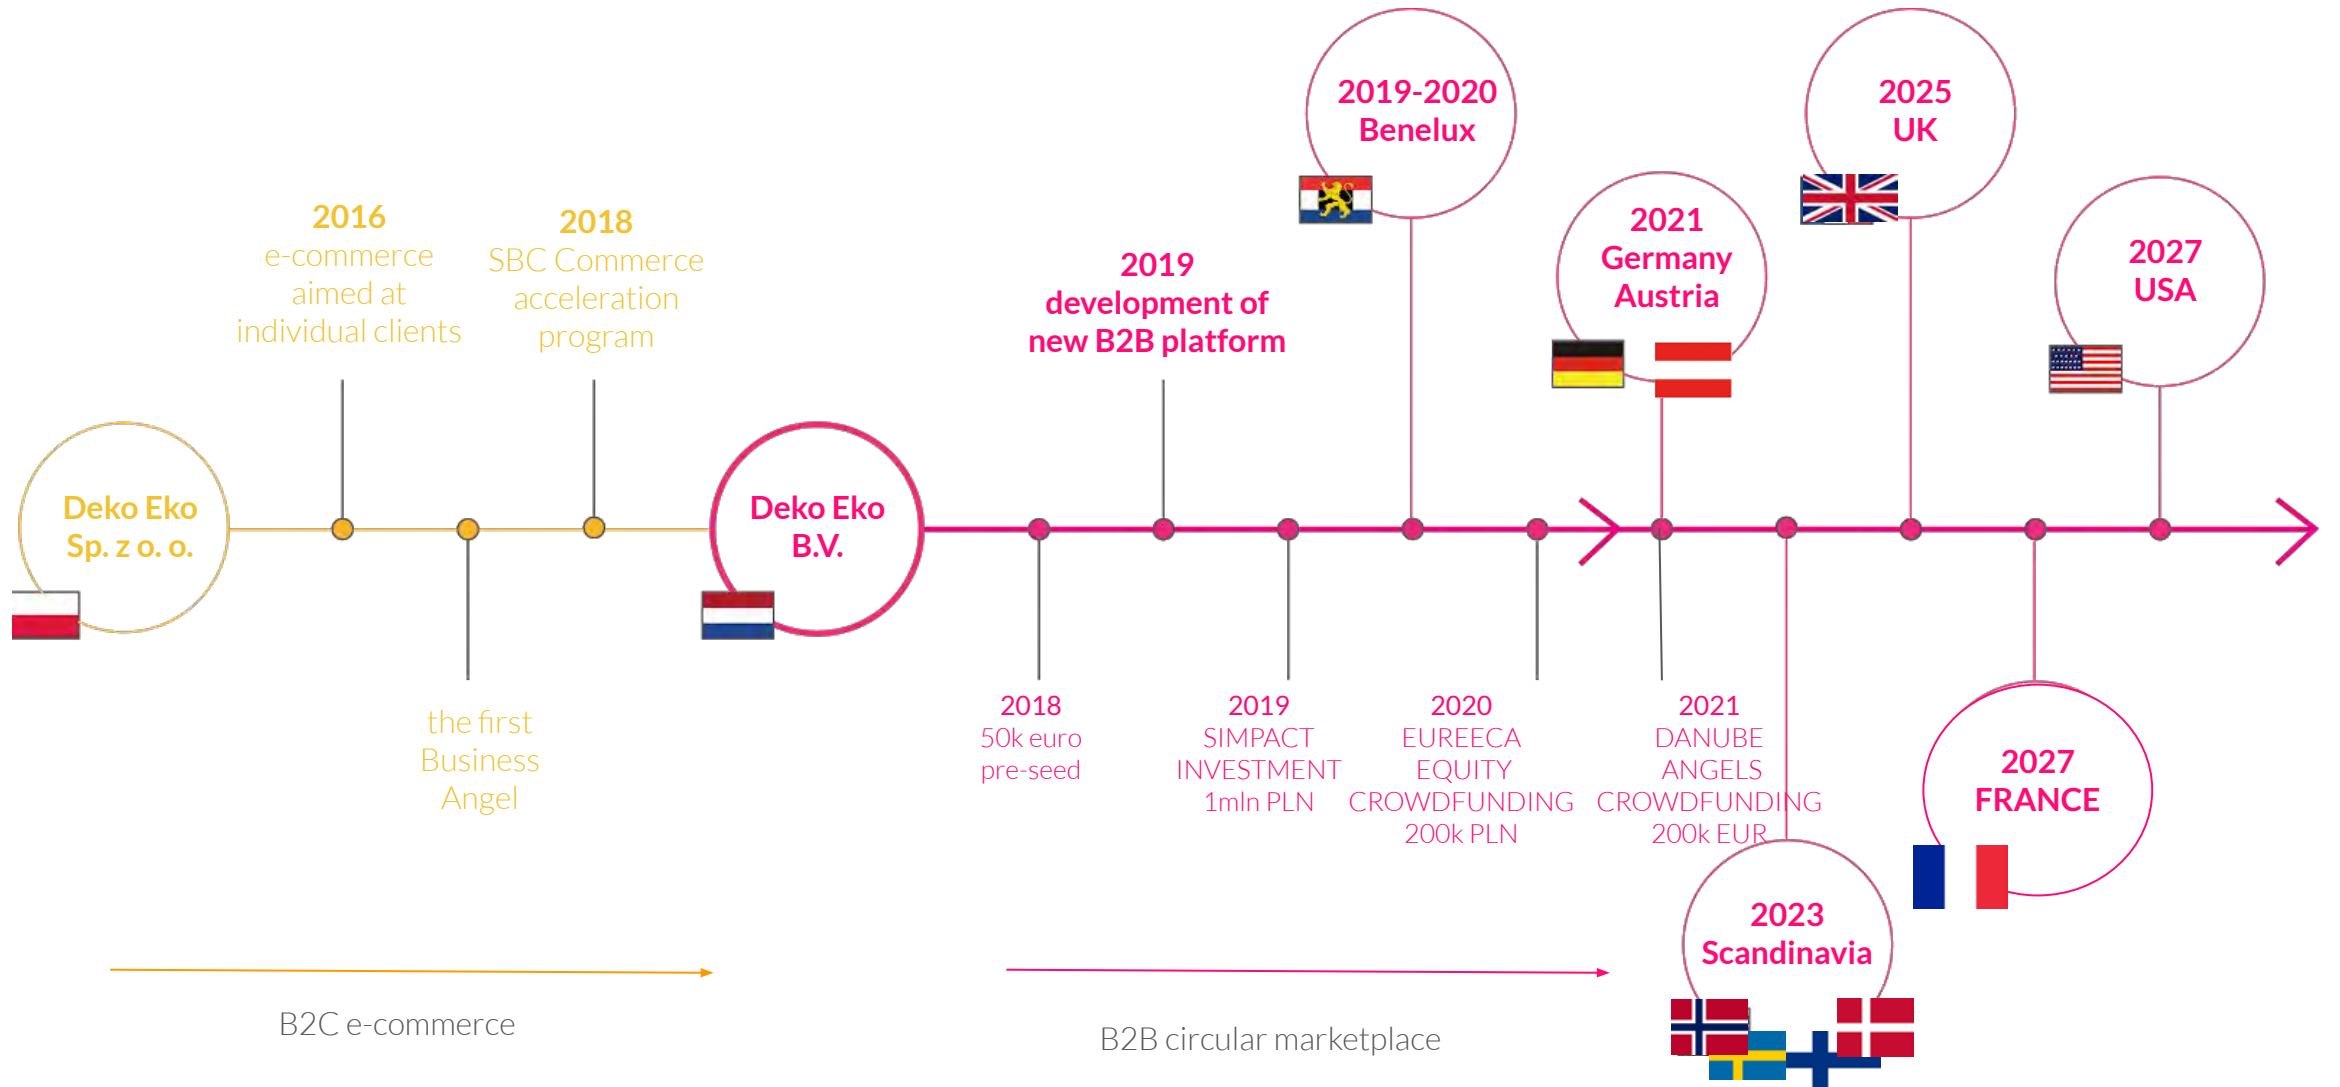 2016
e-commerce
aimed at
individual clients
2018
SBC Commerce
acceleration
program
2019
development of
new B2B platform
2019-2020
Benelux
2021
Germany
Austria
2025
UK
2027
USA
Deko Eko
Sp. z o. o.
Deko Eko
B.V.
the first
Business
Angel
2018
50k euro
pre-seed
2019
SIMPACT
INVESTMENT
1mln PLN
2020
EUREECA
EQUITY
CROWDFUNDING
200k PLN
2021
DANUBE
ANGELS
CROWDFUNDING
200k EUR
2023
Scandinavia
2027
FRANCE
B2C e-commerce
B2B circular marketplace